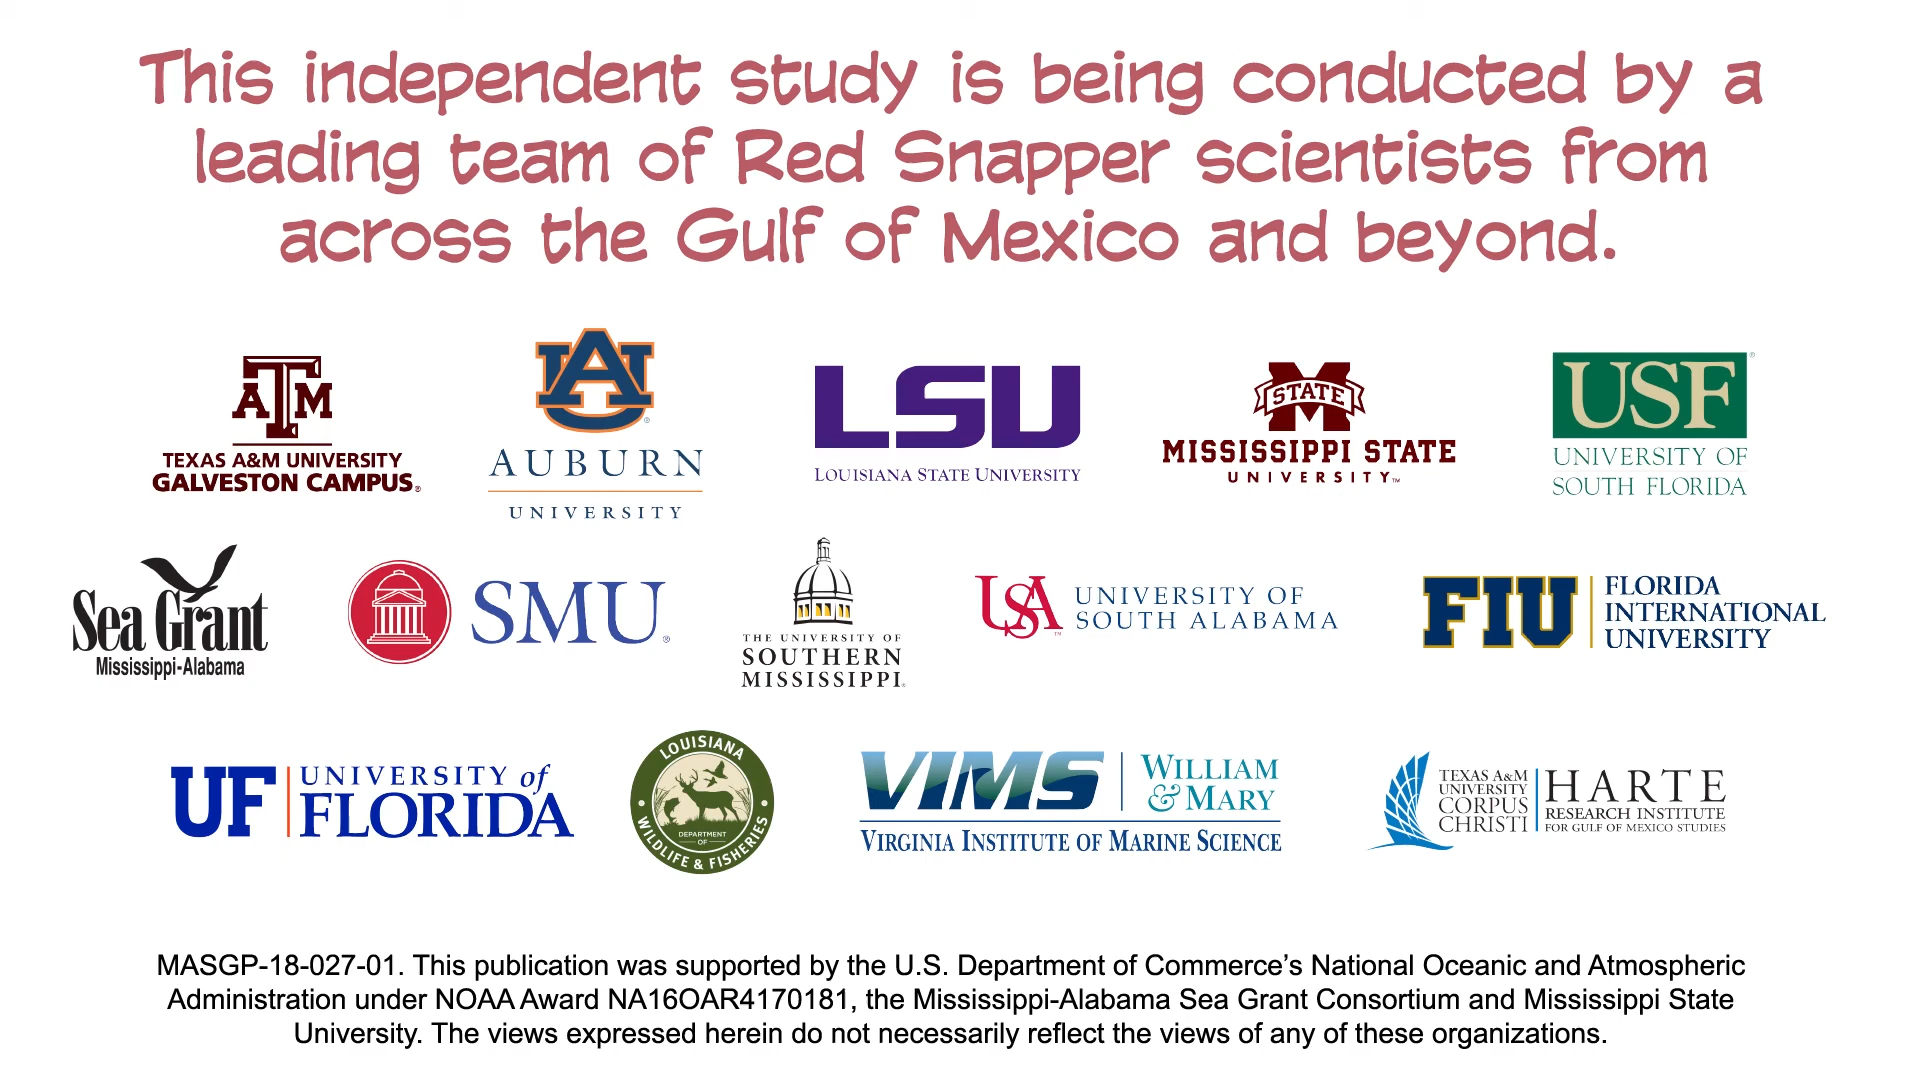 This independent study is being conducted by a
leading team of Red Snapper scientists from
across the Gulf of Mexico and beyond.
ATM
TEXAS A&M UNIVERSITY
GALVESTON CAMPUS®
AU®
AUBURN
UNIVERSITY
LSU
LOUISIANA STATE UNIVERSITY
M
STATE
MISSISSIPPI STATE
UNIVERSITY™
USF®
UNIVERSITY OF
SOUTH FLORIDA
Sea Grant
Mississippi-Alabama
SMU®
THE UNIVERSITY OF
SOUTHERN
MISSISSIPPI®
USA™
UNIVERSITY OF
SOUTH ALABAMA
FIU
FLORIDA
INTERNATIONAL
UNIVERSITY
UF
UNIVERSITY of
FLORIDA
LOUISIANA
DEPARTMENT
OF
WILDLIFE & FISHERIES
VIMS
WILLIAM
& MARY
VIRGINIA INSTITUTE OF MARINE SCIENCE
TEXAS A&M
UNIVERSITY
CORPUS
CHRISTI
HARTE
RESEARCH INSTITUTE
FOR GULF OF MEXICO STUDIES
MASGP-18-027-01. This publication was supported by the U.S. Department of Commerce’s National Oceanic and Atmospheric
Administration under NOAA Award NA16OAR4170181, the Mississippi-Alabama Sea Grant Consortium and Mississippi State
University. The views expressed herein do not necessarily reflect the views of any of these organizations.